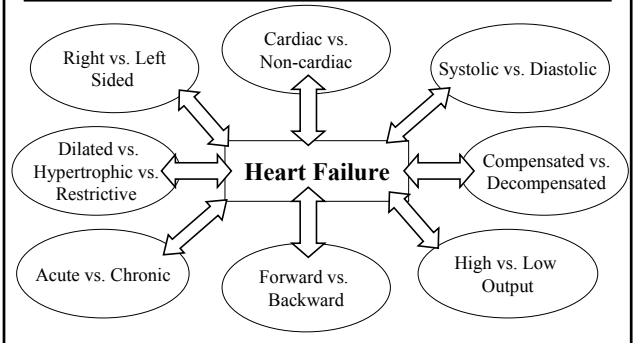 Cardiac vs.
Non-cardiac
Right vs. Left
Sided
Systolic vs. Diastolic
Dilated vs.
Hypertrophic vs.
Restrictive
Heart Failure
Compensated vs.
Decompensated
Acute vs. Chronic
Forward vs.
Backward
High vs. Low
Output